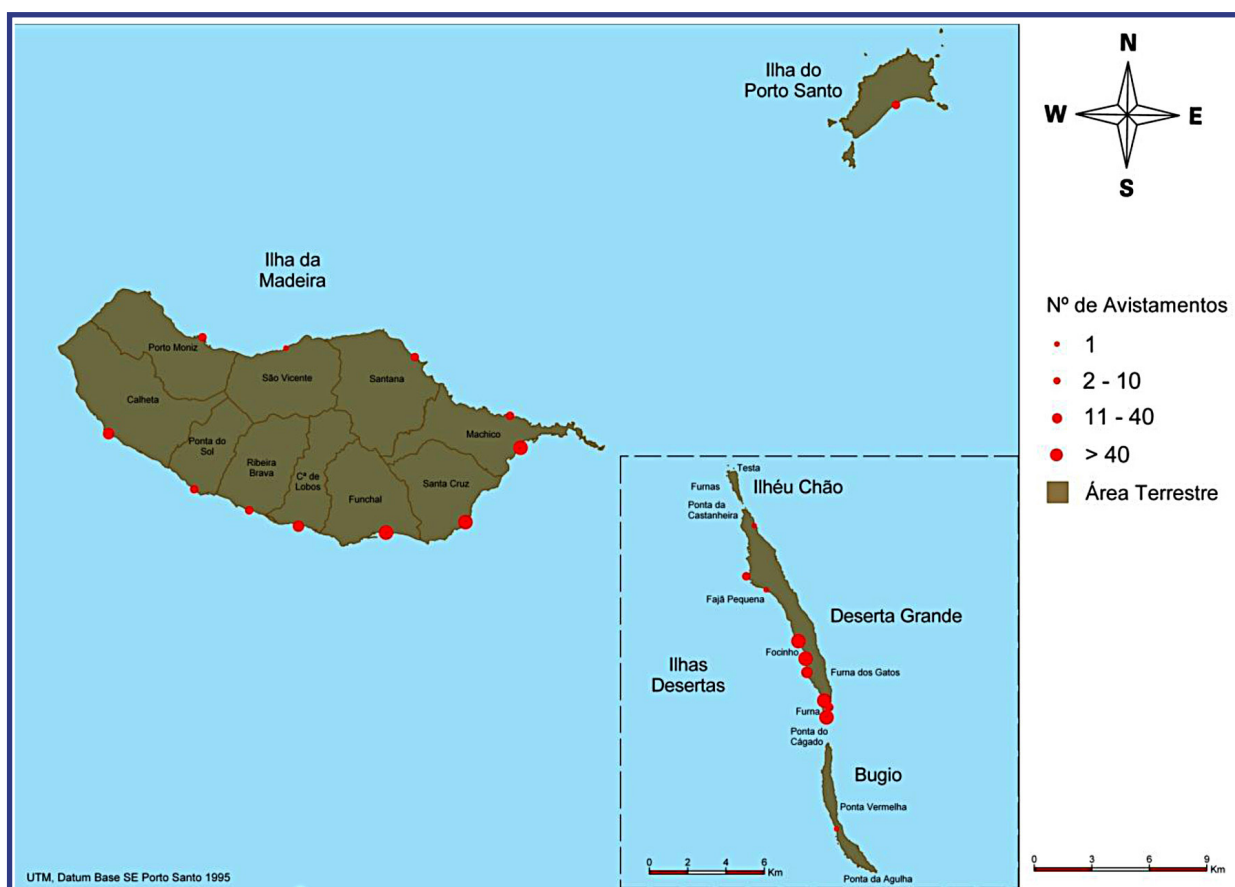 Ilha do
Porto Santo
N
W
E
S
Ilha da
Madeira
Nº de Avistamentos
1
2 - 10
11 - 40
> 40
Área Terrestre
Porto Moniz
São Vicente
Santana
Calheta
Ponta do
Sol
Ribeira
Brava
Cª de
Lobos
Funchal
Santa Cruz
Machico
Testa
Ilhéu Chão
Furnas
Ponta da
Castanheira
Fajã Pequena
Deserta Grande
Focinho
Ilhas
Desertas
Furna dos Gatos
Furna
Ponta do
Cágado
Bugio
Ponta Vermelha
Ponta da Agulha
0 2 4 6
Km
0 3 6 9
Km
UTM, Datum Base SE Porto Santo 1995